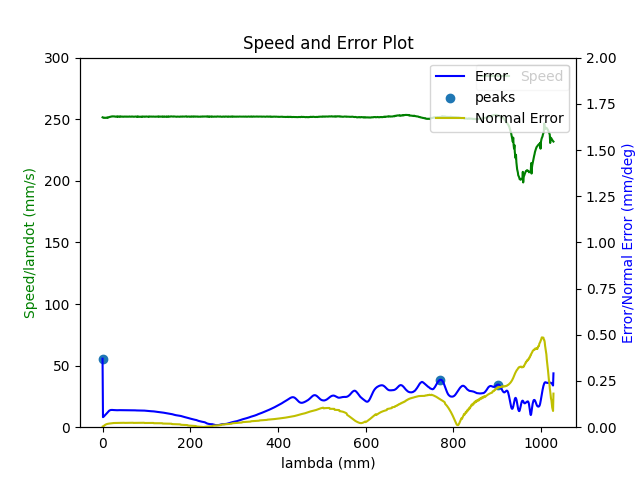 Speed and Error Plot
300
250
200
150
100
50
0
Speed/lamdot (mm/s)
0
200
400
600
800
1000
lambda (mm)
2.00
1.75
1.50
1.25
1.00
0.75
0.50
0.25
0.00
Error/Normal Error (mm/deg)
Speed
Error
peaks
Normal Error